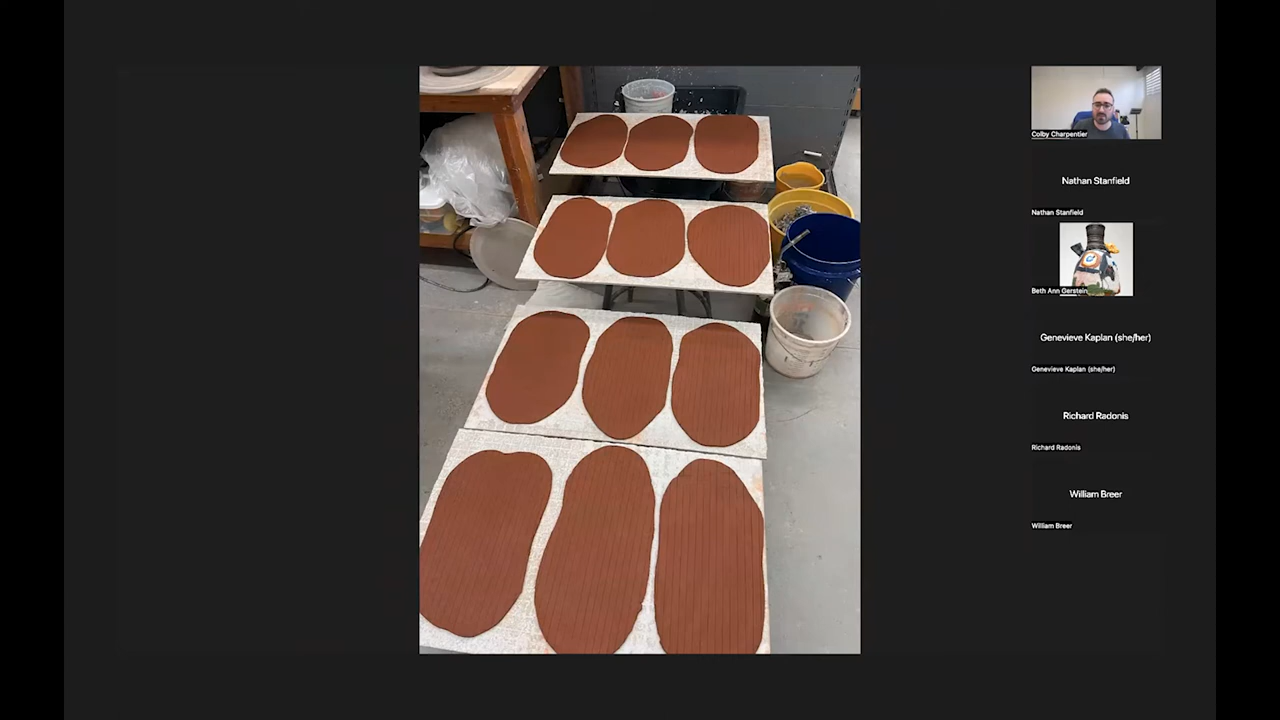 Colby Charpentier
Nathan Stanfield
Nathan Stanfield
Beth Ann Gerstein
Genevieve Kaplan (she/her)
Genevieve Kaplan (she/her)
Richard Radonis
Richard Radonis
William Breer
William Breer